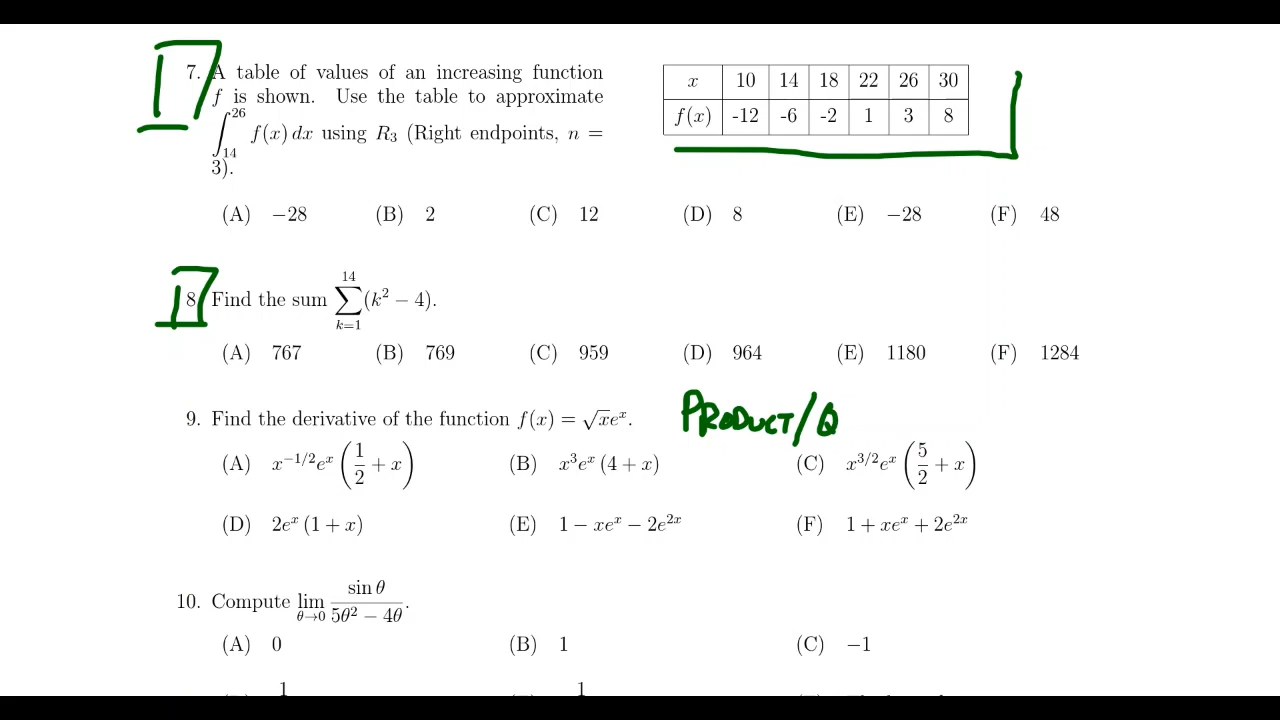 7. A table of values of an increasing function
f is shown. Use the table to approximate
∫_{14}^{26} f(x) dx using R₃ (Right endpoints, n =
3).
x 10 14 18 22 26 30
f(x) -12 -6 -2 1 3 8
(A) −28 (B) 2 (C) 12 (D) 8 (E) −28 (F) 48
8. Find the sum ∑_{k=1}^{14} (k² − 4).
(A) 767 (B) 769 (C) 959 (D) 964 (E) 1180 (F) 1284
9. Find the derivative of the function f(x) = √x eˣ. PRODUCT/Q
(A) x^{−1/2}eˣ (1/2 + x) (B) x³eˣ (4 + x) (C) x^{3/2}eˣ (5/2 + x)
(D) 2eˣ (1 + x) (E) 1 − xeˣ − 2e^{2x} (F) 1 + xeˣ + 2e^{2x}
10. Compute lim_{θ→0} sin θ / (5θ² − 4θ).
(A) 0 (B) 1 (C) −1
1 1